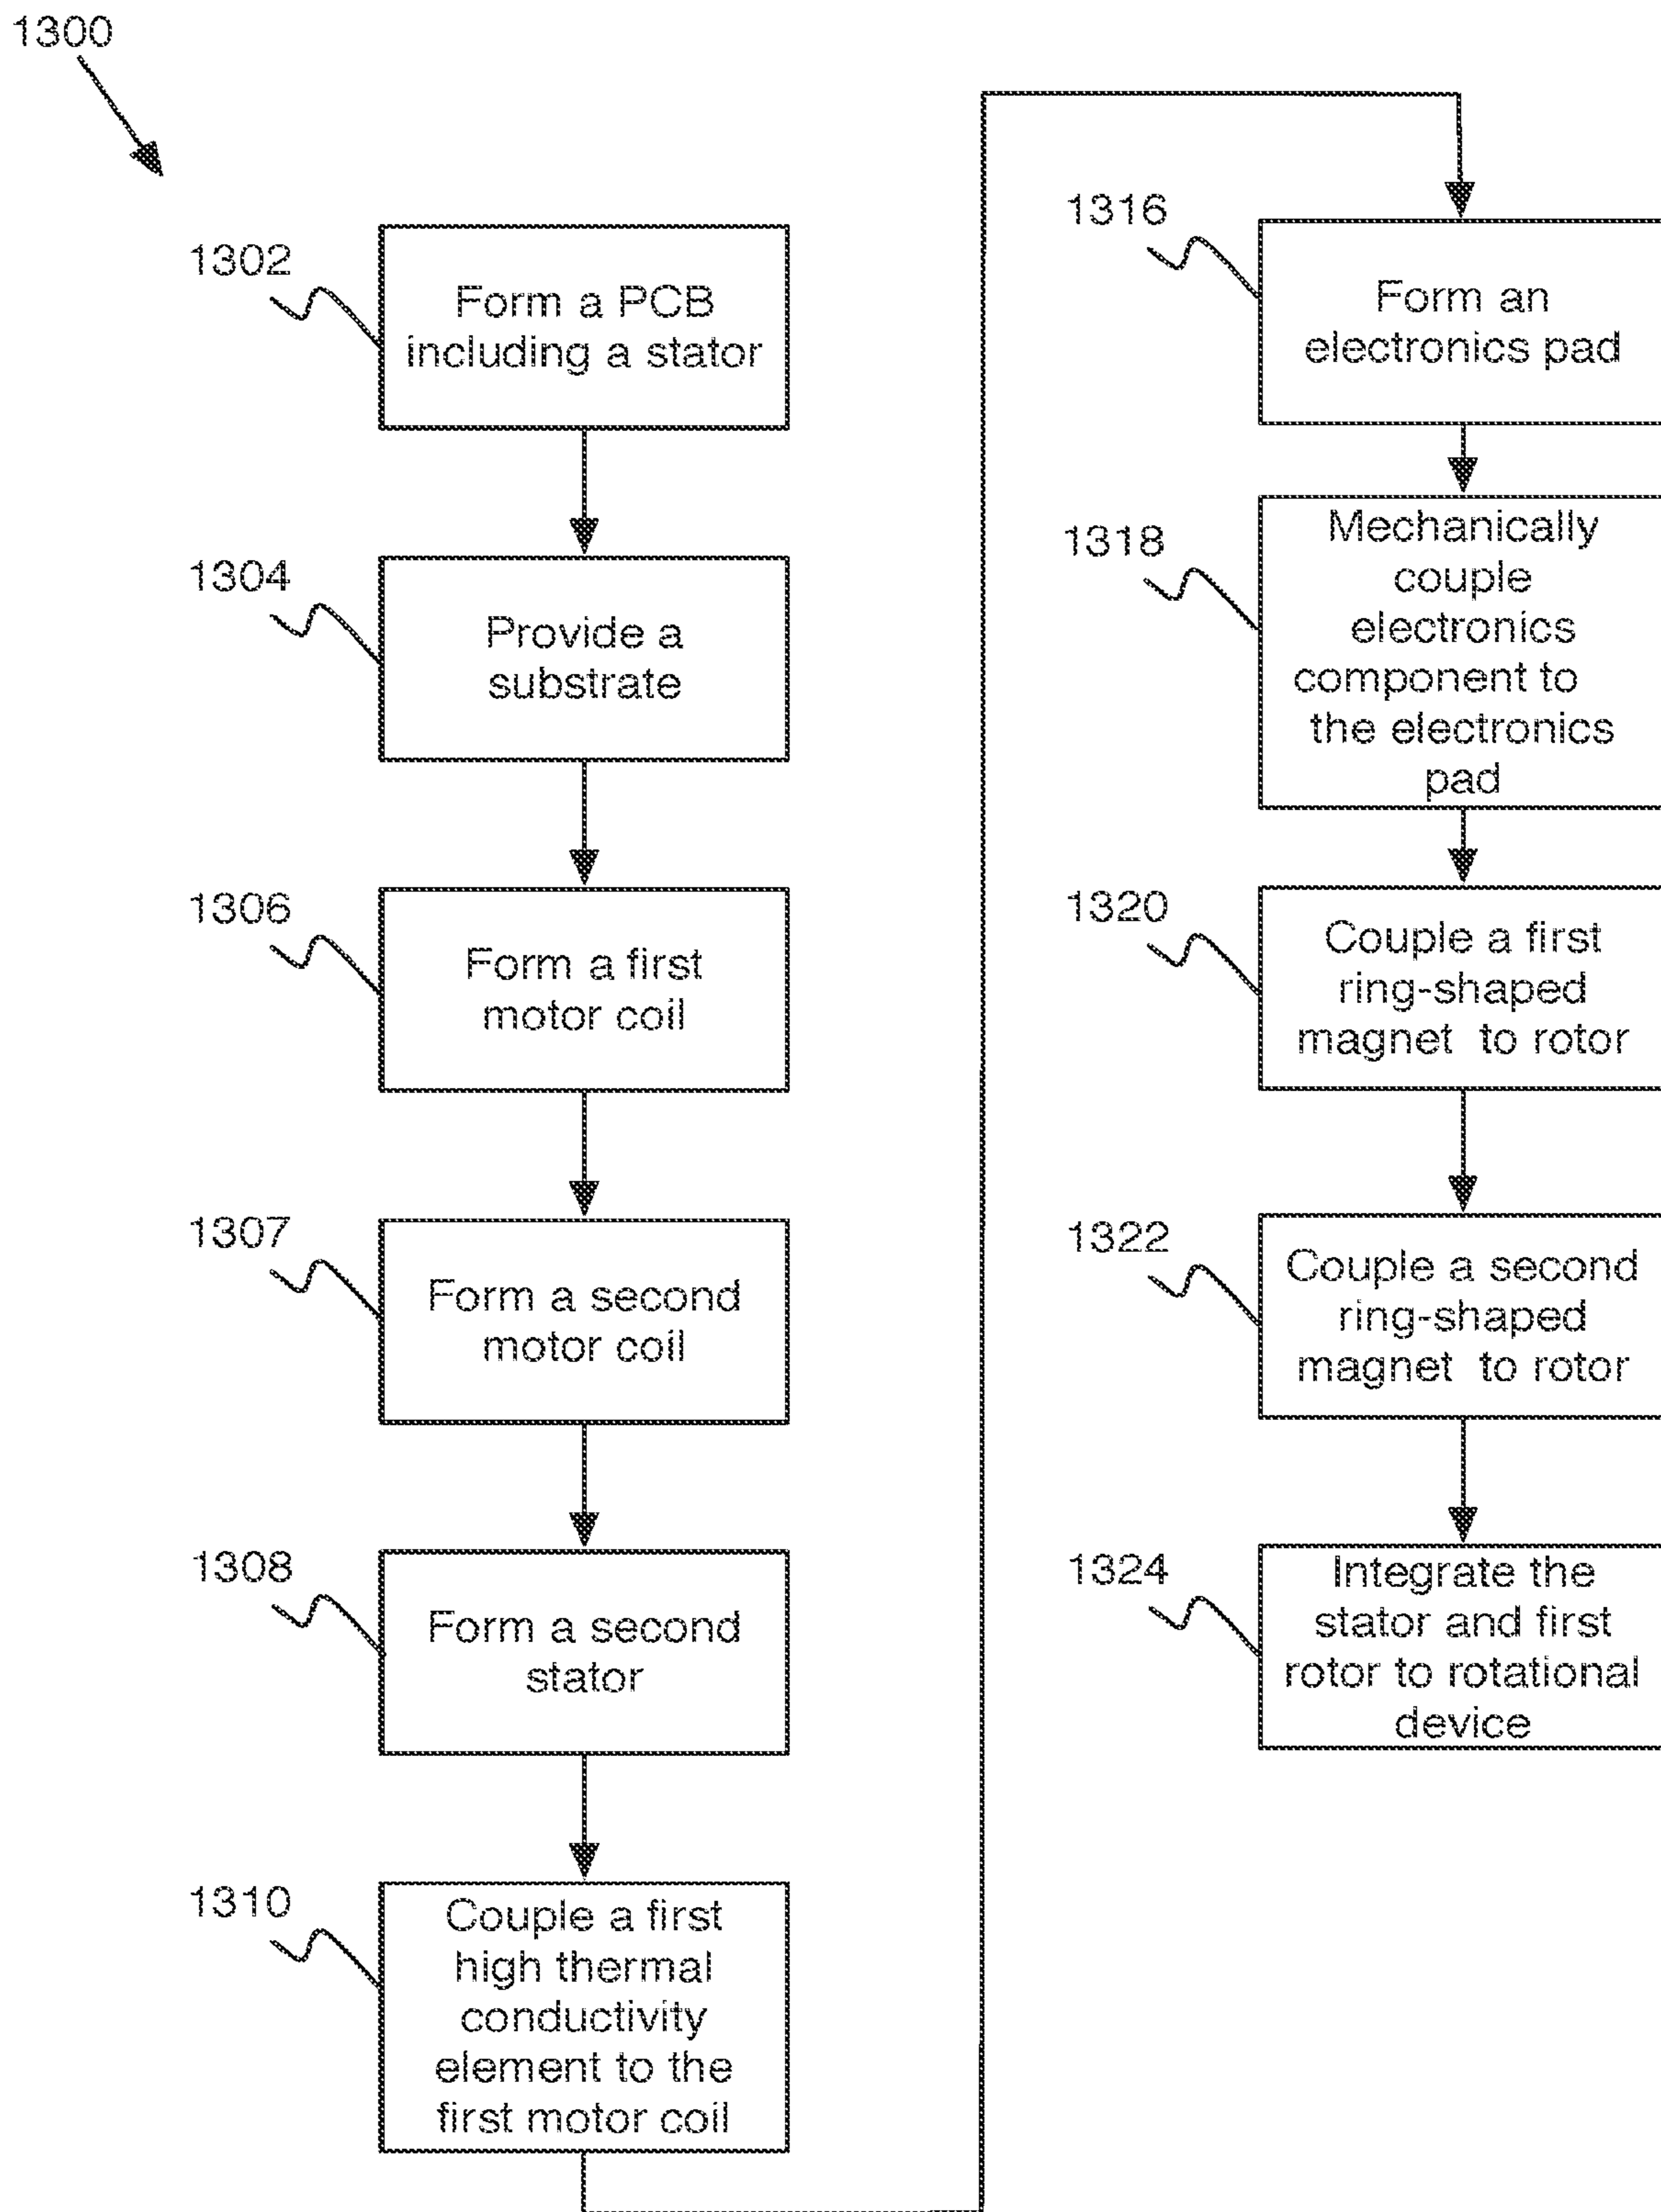 1300
1302
Form a PCB
including a stator
1304
Provide a
substrate
1306
Form a first
motor coil
1307
Form a second
motor coil
1308
Form a second
stator
1310
Couple a first
high thermal
conductivity
element to the
first motor coil
1316
Form an
electronics pad
1318
Mechanically
couple
electronics
component to
the electronics
pad
1320
Couple a first
ring-shaped
magnet to rotor
1322
Couple a second
ring-shaped
magnet to rotor
1324
Integrate the
stator and first
rotor to rotational
device